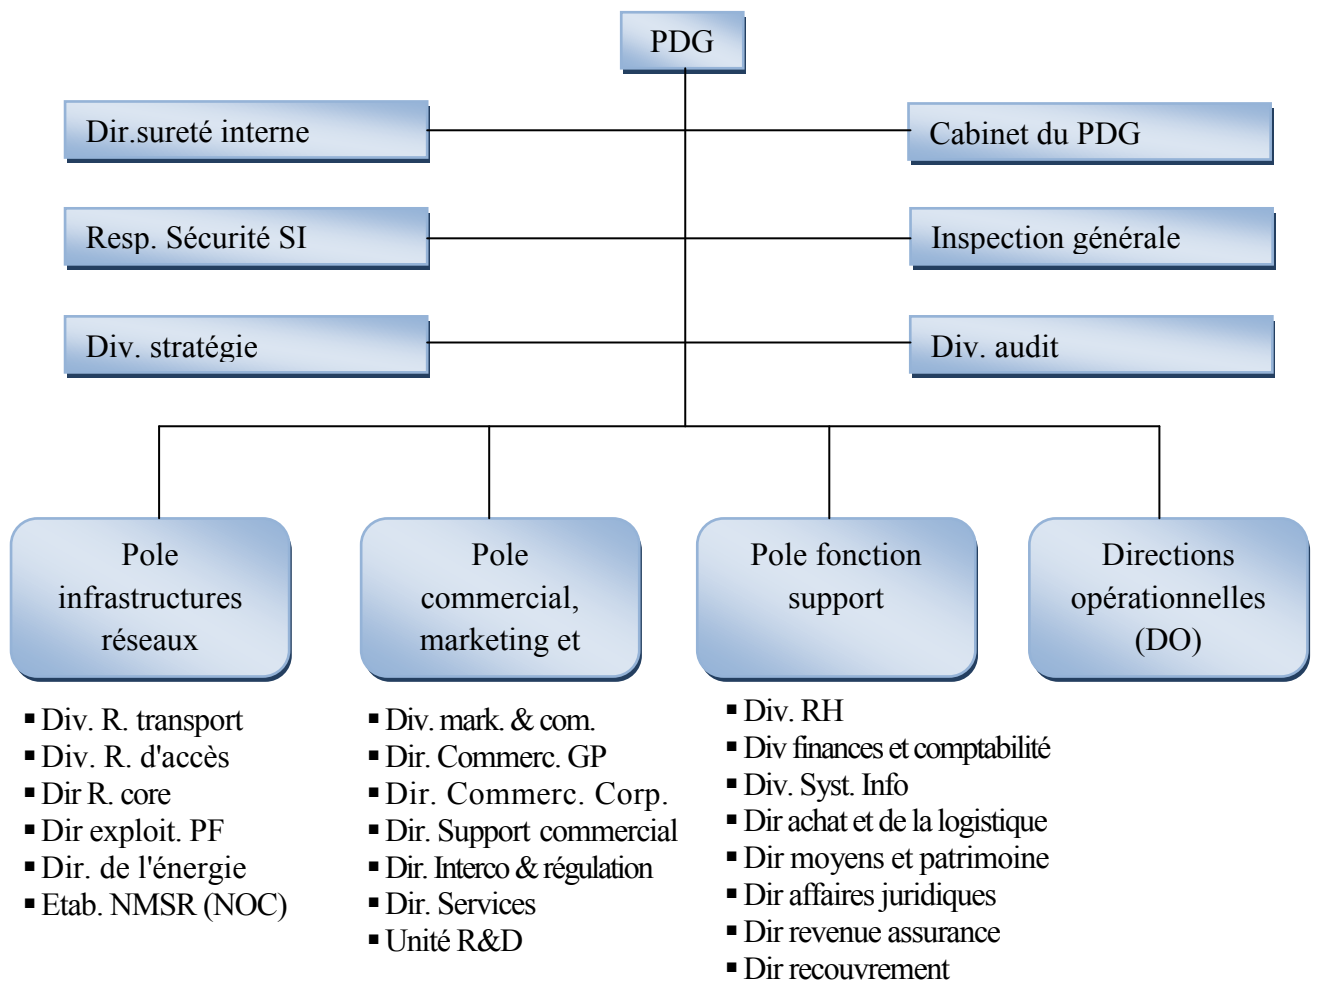 PDG
Dir.sureté interne
Cabinet du PDG
Resp. Sécurité SI
Inspection générale
Div. stratégie
Div. audit
Pole
infrastructures
réseaux
Pole
commercial,
marketing et
Pole fonction
support
Directions
opérationnelles
(DO)
▪ Div. R. transport
▪ Div. R. d'accès
▪ Dir R. core
▪ Dir exploit. PF
▪ Dir. de l'énergie
▪ Etab. NMSR (NOC)
▪ Div. mark. & com.
▪ Dir. Commerc. GP
▪ Dir. Commerc. Corp.
▪ Dir. Support commercial
▪ Dir. Interco & régulation
▪ Dir. Services
▪ Unité R&D
▪ Div. RH
▪ Div finances et comptabilité
▪ Div. Syst. Info
▪ Dir achat et de la logistique
▪ Dir moyens et patrimoine
▪ Dir affaires juridiques
▪ Dir revenue assurance
▪ Dir recouvrement